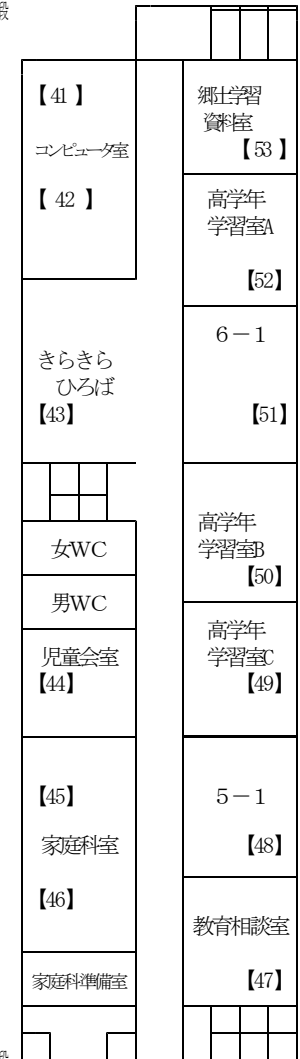 【41】
コンピュータ室
【 42 】
きらきら
ひろば
【43】
女WC
男WC
児童会室
【44】
【45】
家庭科室
【46】
家庭科準備室
郷土学習
資料室
【53】
高学年
学習室A
【52】
6－1
【51】
高学年
学習室B
【50】
高学年
学習室C
【49】
5－1
【48】
教育相談室
【47】